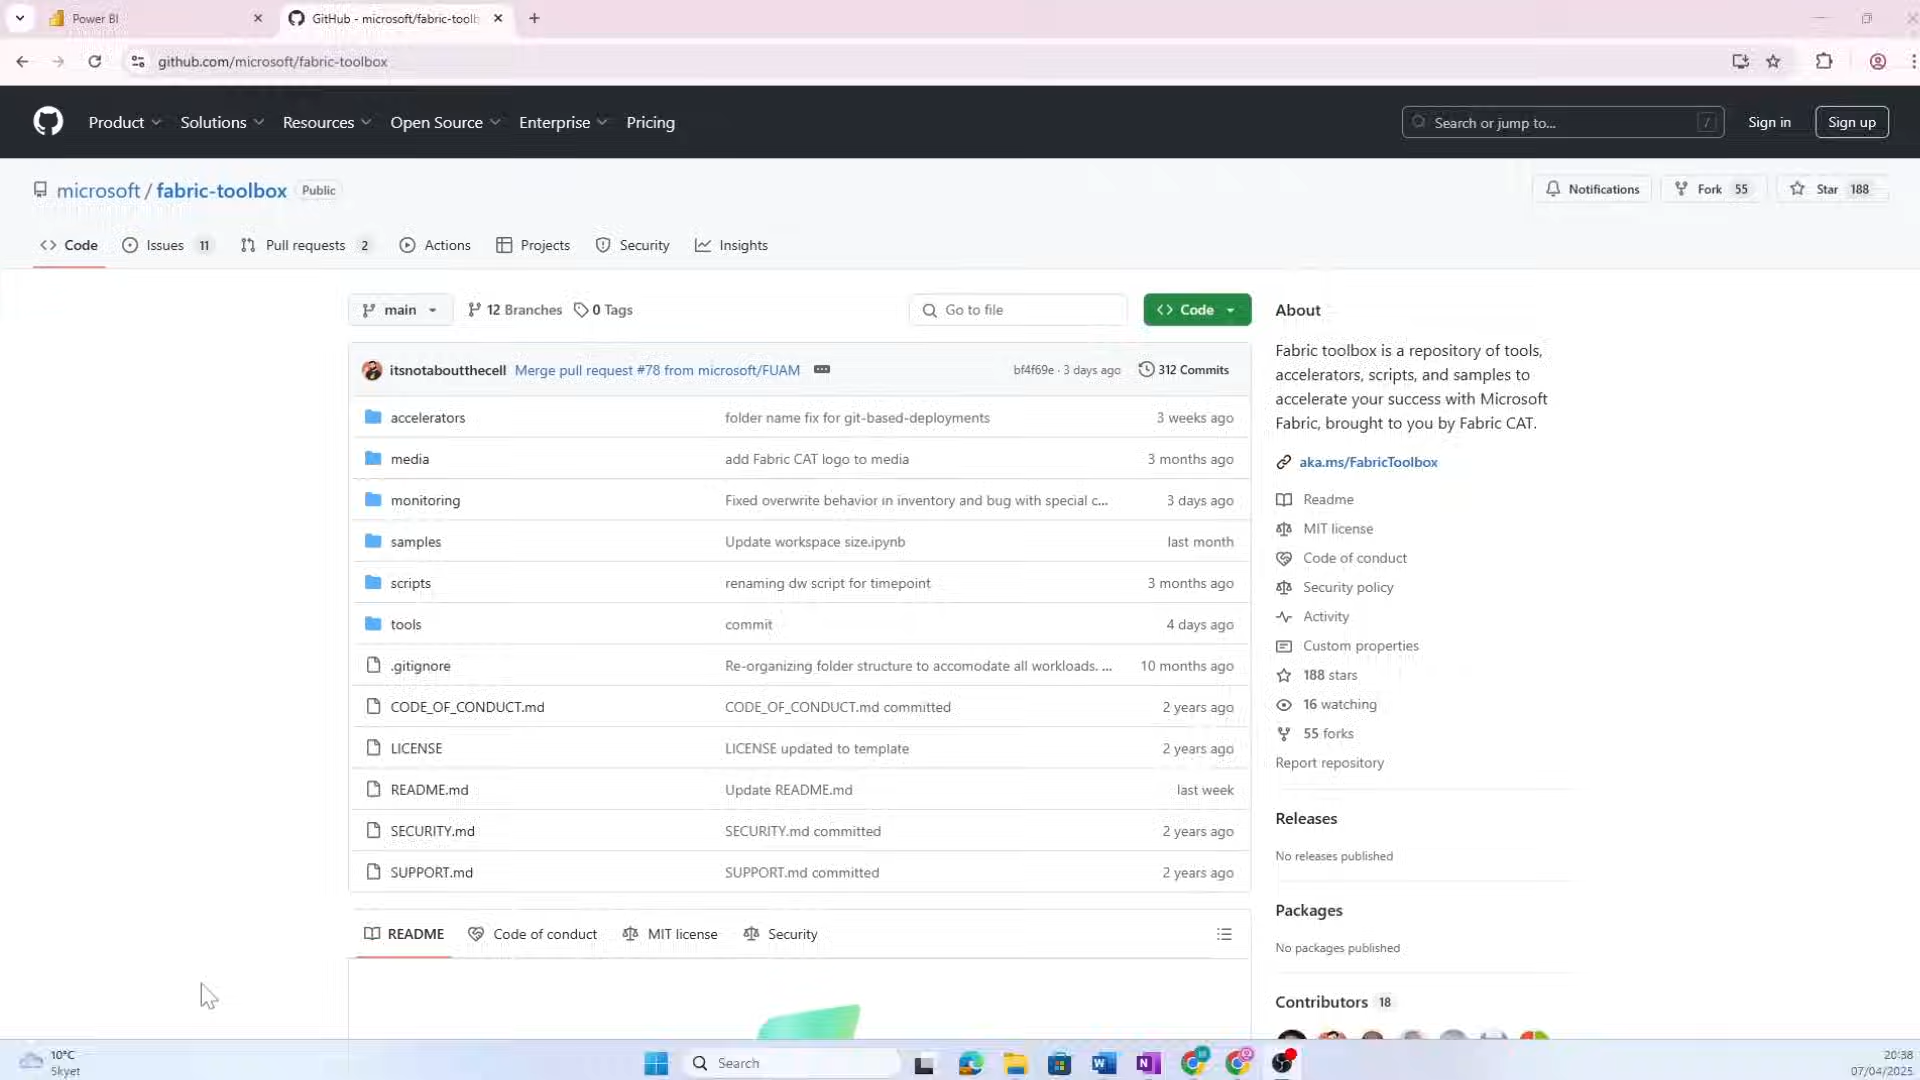 Power BI
GitHub - microsoft/fabric-toolb
github.com/microsoft/fabric-toolbox
Product Solutions Resources Open Source Enterprise Pricing
Search or jump to... /
Sign in
Sign up
microsoft / fabric-toolbox Public
Notifications Fork 55 Star 188
Code Issues 11 Pull requests 2 Actions Projects Security Insights
main 12 Branches 0 Tags Go to file Code
itsnotaboutthecell Merge pull request #78 from microsoft/FUAM bf4f69e · 3 days ago 312 Commits
accelerators folder name fix for git-based-deployments 3 weeks ago
media add Fabric CAT logo to media 3 months ago
monitoring Fixed overwrite behavior in inventory and bug with special c... 3 days ago
samples Update workspace size.ipynb last month
scripts renaming dw script for timepoint 3 months ago
tools commit 4 days ago
.gitignore Re-organizing folder structure to accomodate all workloads. ... 10 months ago
CODE_OF_CONDUCT.md CODE_OF_CONDUCT.md committed 2 years ago
LICENSE LICENSE updated to template 2 years ago
README.md Update README.md last week
SECURITY.md SECURITY.md committed 2 years ago
SUPPORT.md SUPPORT.md committed 2 years ago
README Code of conduct MIT license Security
About
Fabric toolbox is a repository of tools,
accelerators, scripts, and samples to
accelerate your success with Microsoft
Fabric, brought to you by Fabric CAT.
aka.ms/FabricToolbox
Readme
MIT license
Code of conduct
Security policy
Activity
Custom properties
188 stars
16 watching
55 forks
Report repository
Releases
No releases published
Packages
No packages published
Contributors 18
10°C
Skyet
Search
20:38
07/04/2025